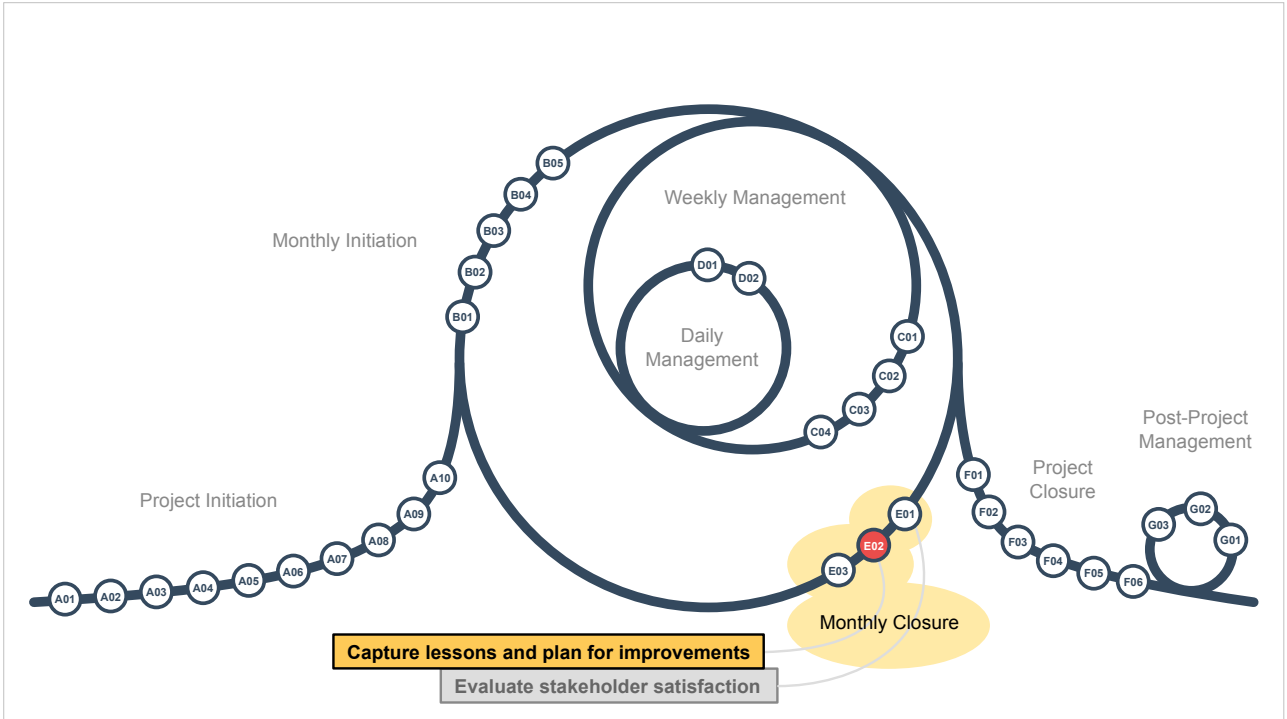 B05
B04
B03
B02
B01
Monthly Initiation
Weekly Management
D01
D02
Daily
Management
C01
C02
C03
C04
Post-Project
Management
Project
Closure
Project Initiation
A01
A02
A03
A04
A05
A06
A07
A08
A09
A10
E01
E02
E03
F01
F02
F03
F04
F05
F06
G03
G02
G01
Monthly Closure
Capture lessons and plan for improvements
Evaluate stakeholder satisfaction